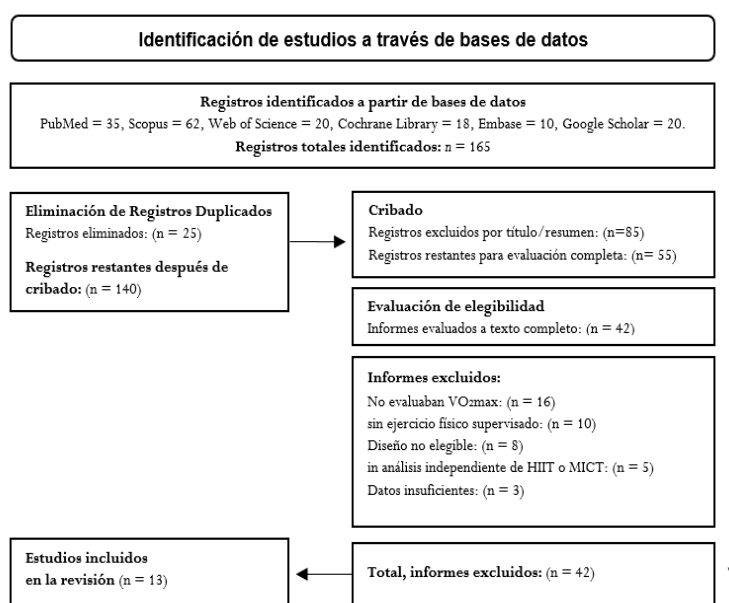 Identificación de estudios a través de bases de datos
Registros identificados a partir de bases de datos
PubMed = 35, Scopus = 62, Web of Science = 20, Cochrane Library = 18, Embase = 10, Google Scholar = 20.
Registros totales identificados: n = 165
Eliminación de Registros Duplicados
Registros eliminados: (n = 25)
Registros restantes después de
cribado: (n = 140)
Cribado
Registros excluidos por título/resumen: (n=85)
Registros restantes para evaluación completa: (n= 55)
Evaluación de elegibilidad
Informes evaluados a texto completo: (n = 42)
Informes excluidos:
No evaluaban VO₂max: (n = 16)
sin ejercicio físico supervisado: (n = 10)
Diseño no elegible: (n = 8)
in análisis independiente de HIIT o MICT: (n = 5)
Datos insuficientes: (n = 3)
Estudios incluidos
en la revisión (n = 13)
Total, informes excluidos: (n = 42)